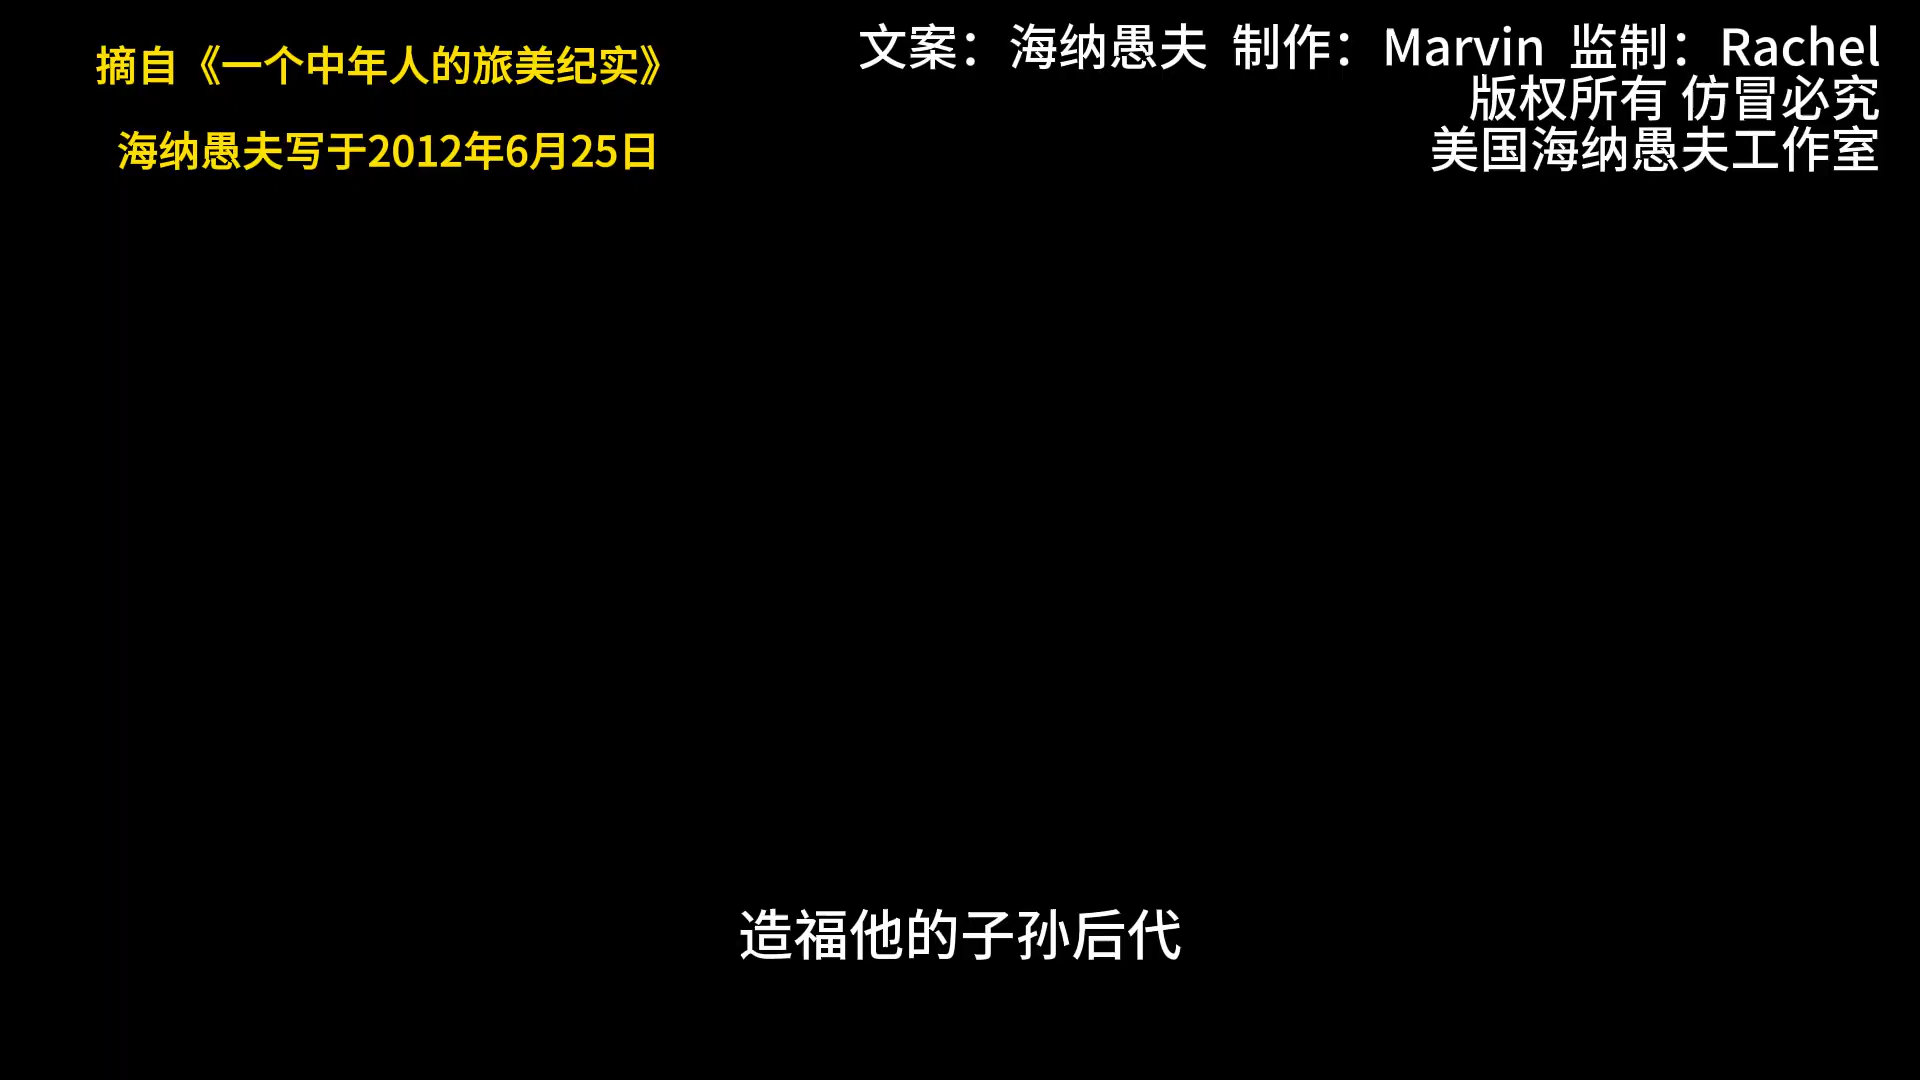 摘自《一个中年人的旅美纪实》
海纳愚夫写于2012年6月25日
文案：海纳愚夫 制作：Marvin 监制：Rachel
版权所有 仿冒必究
美国海纳愚夫工作室
造福他的子孙后代